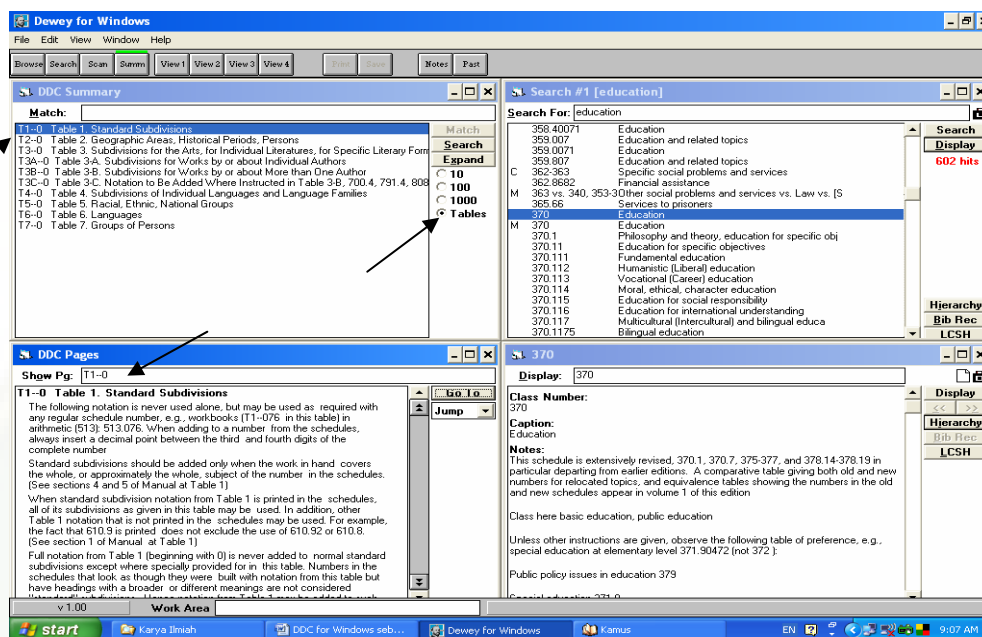 Dewey for Windows
File Edit View Window Help
Browse Search Scan Summ View 1 View 2 View 3 View 4 Print Save Notes Past
DDC Summary
Match:
T1--0 Table 1. Standard Subdivisions
T2--0 Table 2. Geographic Areas, Historical Periods, Persons
T3--0 Table 3. Subdivisions for the Arts, for Individual Literatures, for Specific Literary Form
T3A--0 Table 3-A. Subdivisions for Works by or about Individual Authors
T3B--0 Table 3-B. Subdivisions for Works by or about More than One Author
T3C--0 Table 3-C. Notation to Be Added Where Instructed in Table 3-B, 700.4, 791.4, 808
T4--0 Table 4. Subdivisions of Individual Languages and Language Families
T5--0 Table 5. Racial, Ethnic, National Groups
T6--0 Table 6. Languages
T7--0 Table 7. Groups of Persons
Match
Search
Expand
10
100
1000
Tables
Search #1 [education]
Search For: education
358.40071 Education
359.007 Education and related topics
359.0071 Education
359.807 Education and related topics
C 362-363 Specific social problems and services
362.8682 Financial assistance
M 363 vs. 340, 353-3Other social problems and services vs. Law vs. [S
365.66 Services to prisoners
370 Education
M 370 Education
370.1 Philosophy and theory, education for specific obj
370.11 Education for specific objectives
370.111 Fundamental education
370.112 Humanistic (Liberal) education
370.113 Vocational (Career) education
370.114 Moral, ethical, character education
370.115 Education for social responsibility
370.116 Education for international understanding
370.117 Multicultural (Intercultural) and bilingual educa
370.1175 Bilingual education
Search
Display
602 hits
Hierarchy
Bib Rec
LCSH
DDC Pages
Show Pg: T1--0
T1--0 Table 1. Standard Subdivisions
The following notation is never used alone, but may be used as required with
any regular schedule number, e.g., workbooks (T1--076 in this table) in
arithmetic (513): 513.076. When adding to a number from the schedules,
always insert a decimal point between the third and fourth digits of the
complete number
Standard subdivisions should be added only when the work in hand covers
the whole, or approximately the whole, subject of the number in the schedules.
(See sections 4 and 5 of Manual at Table 1)
When standard subdivision notation from Table 1 is printed in the schedules,
all of its subdivisions as given in this table may be used. In addition, other
Table 1 notation that is not printed in the schedules may be used. For example,
the fact that 610.9 is printed does not exclude the use of 610.92 or 610.8.
(See section 1 of Manual at Table 1)
Full notation from Table 1 (beginning with 0) is never added to normal standard
subdivisions except where specially provided for in this table. Numbers in the
schedules that look as though they were built with notation from this table but
have headings with a broader or different meanings are not considered
Go To
Jump
370
Display: 370
Class Number:
370
Caption:
Education
Notes:
This schedule is extensively revised, 370.1, 370.7, 375-377, and 378.14-378.19 in
particular departing from earlier editions. A comparative table giving both old and new
numbers for relocated topics, and equivalence tables showing the numbers in the old
and new schedules appear in volume 1 of this edition
Class here basic education, public education
Unless other instructions are given, observe the following table of preference, e.g.,
special education at elementary level 371.90472 (not 372 ):
Public policy issues in education 379
Special education 371.9
Display
<< >>
Hierarchy
Bib Rec
LCSH
v 1.00 Work Area
start Karya Ilmiah DDC for Windows seb... Dewey for Windows Kamus EN 9:07 AM